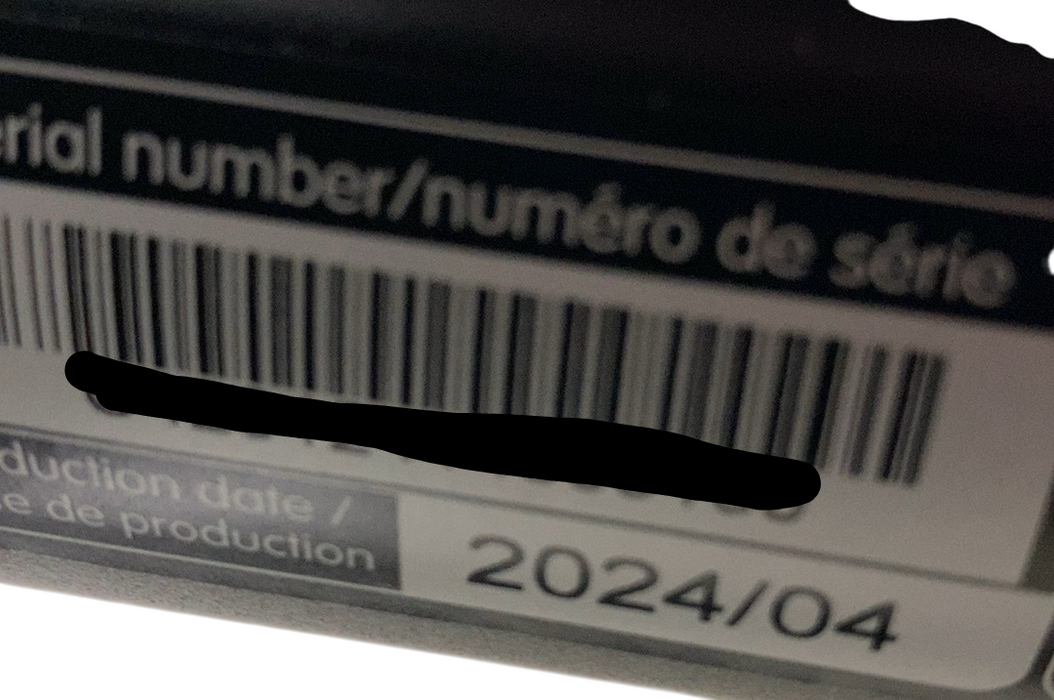 erial number/numéro de série
duction date /
e de production
2024/04